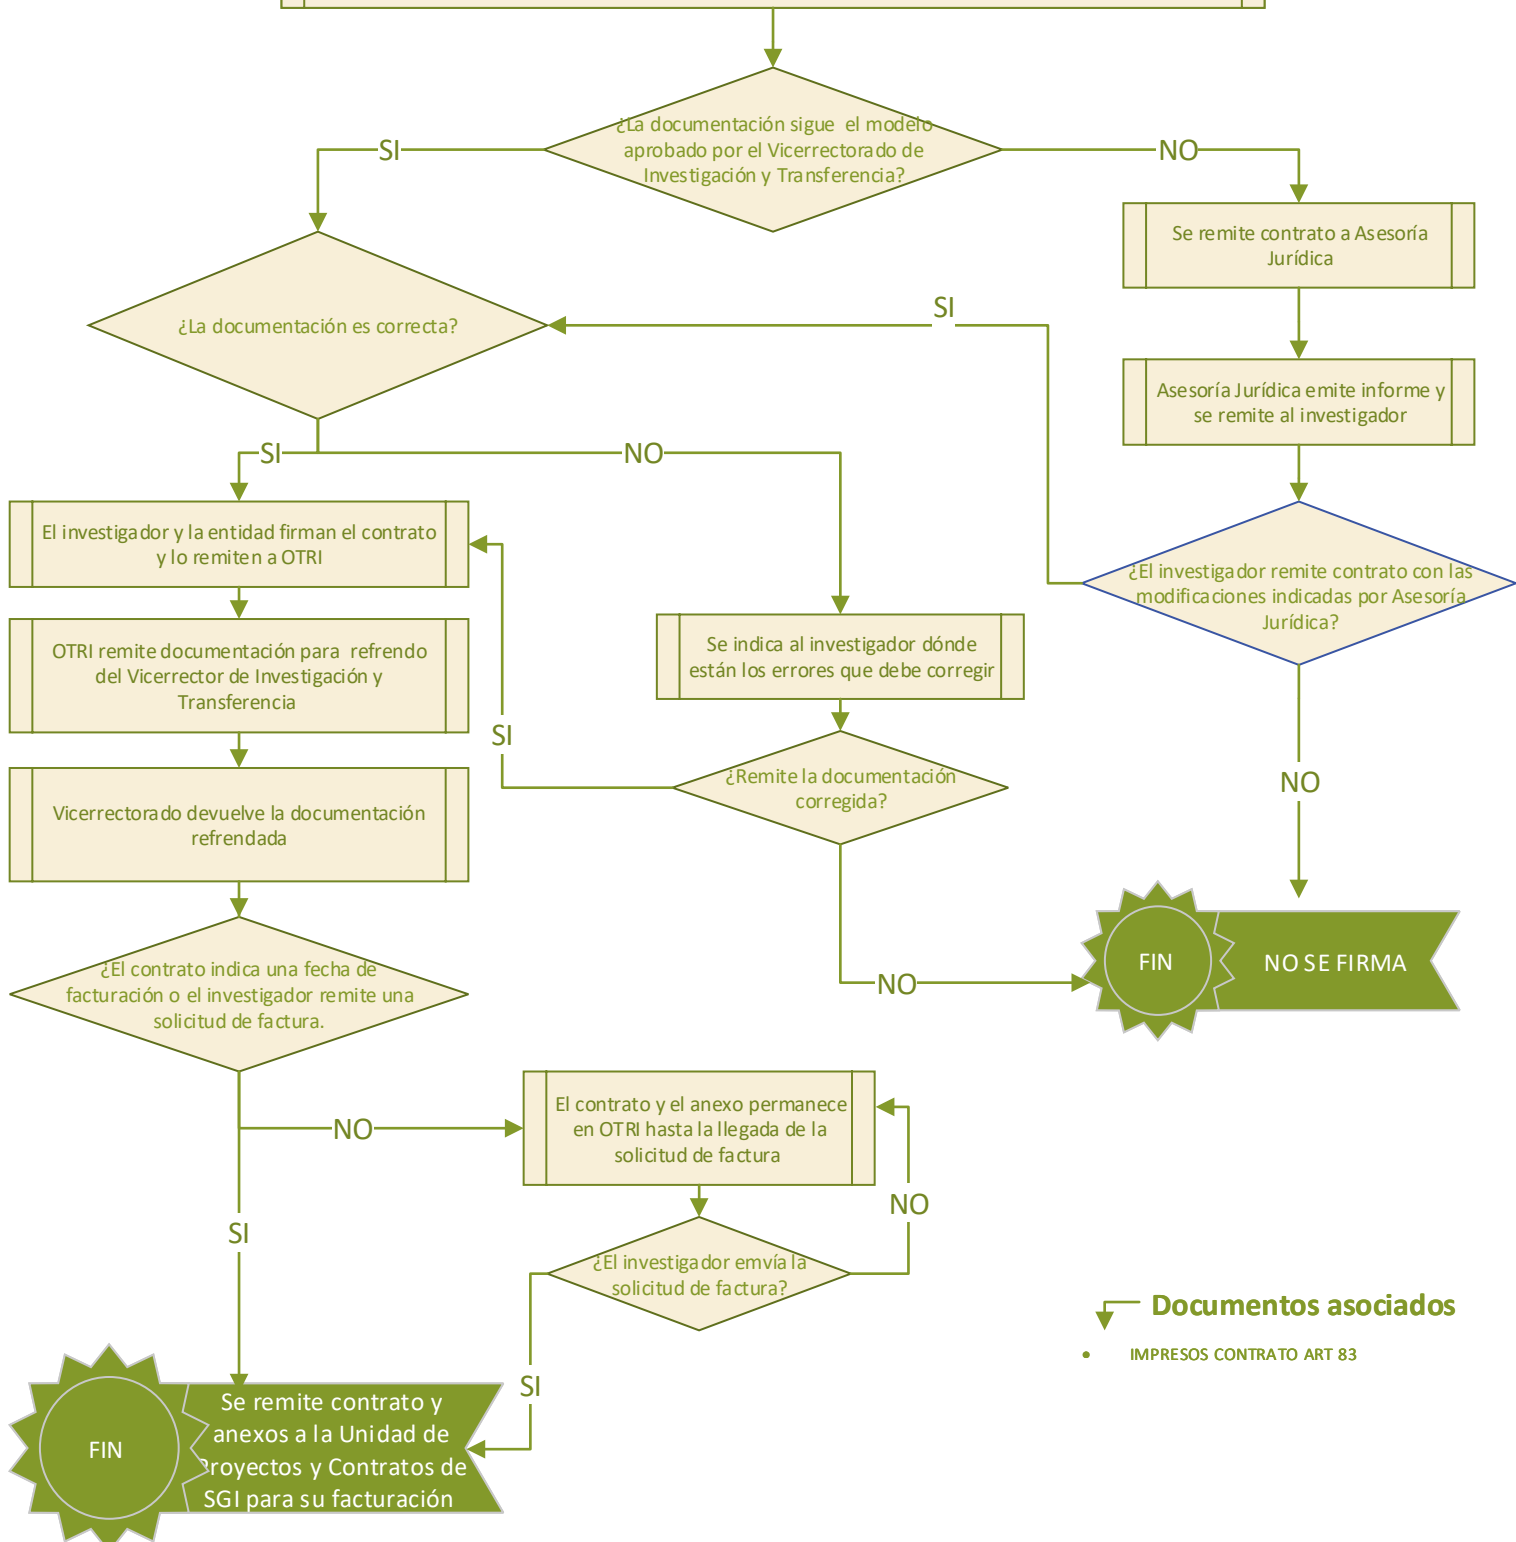 ¿La documentación sigue el modelo
aprobado por el Vicerrectorado de
Investigación y Transferencia?
SI
NO
Se remite contrato a Asesoría
Jurídica
¿La documentación es correcta?
SI
Asesoría Jurídica emite informe y
se remite al investigador
SI
NO
El investigador y la entidad firman el contrato
y lo remiten a OTRI
¿El investigador remite contrato con las
modificaciones indicadas por Asesoría
Jurídica?
OTRI remite documentación para refrendo
del Vicerrector de Investigación y
Transferencia
Se indica al investigador dónde
están los errores que debe corregir
SI
¿Remite la documentación
corregida?
NO
Vicerrectorado devuelve la documentación
refrendada
¿El contrato indica una fecha de
facturación o el investigador remite una
solicitud de factura.
NO
FIN
NO SE FIRMA
El contrato y el anexo permanece
en OTRI hasta la llegada de la
solicitud de factura
NO
NO
SI
¿El investigador emvía la
solicitud de factura?
Documentos asociados
• IMPRESOS CONTRATO ART 83
SI
FIN
Se remite contrato y
anexos a la Unidad de
Proyectos y Contratos de
SGI para su facturación